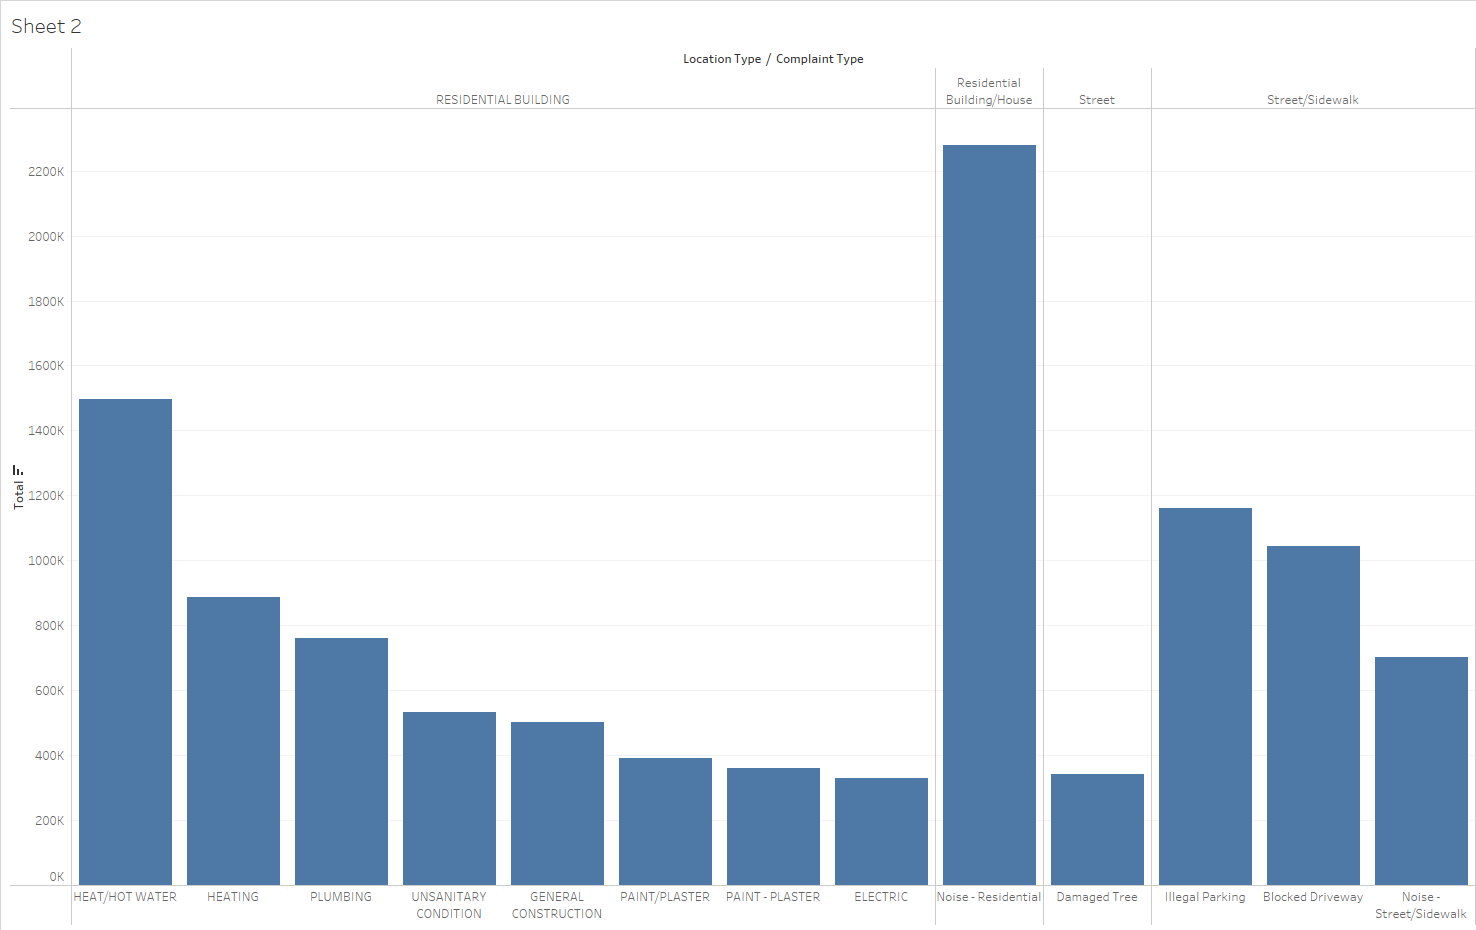 Sheet 2
Location Type / Complaint Type
RESIDENTIAL BUILDING
Residential
Building/House
Street
Street/Sidewalk
Total
2200K
2000K
1800K
1600K
1400K
1200K
1000K
800K
600K
400K
200K
0K
HEAT/HOT WATER
HEATING
PLUMBING
UNSANITARY
CONDITION
GENERAL
CONSTRUCTION
PAINT/PLASTER
PAINT - PLASTER
ELECTRIC
Noise - Residential
Damaged Tree
Illegal Parking
Blocked Driveway
Noise -
Street/Sidewalk